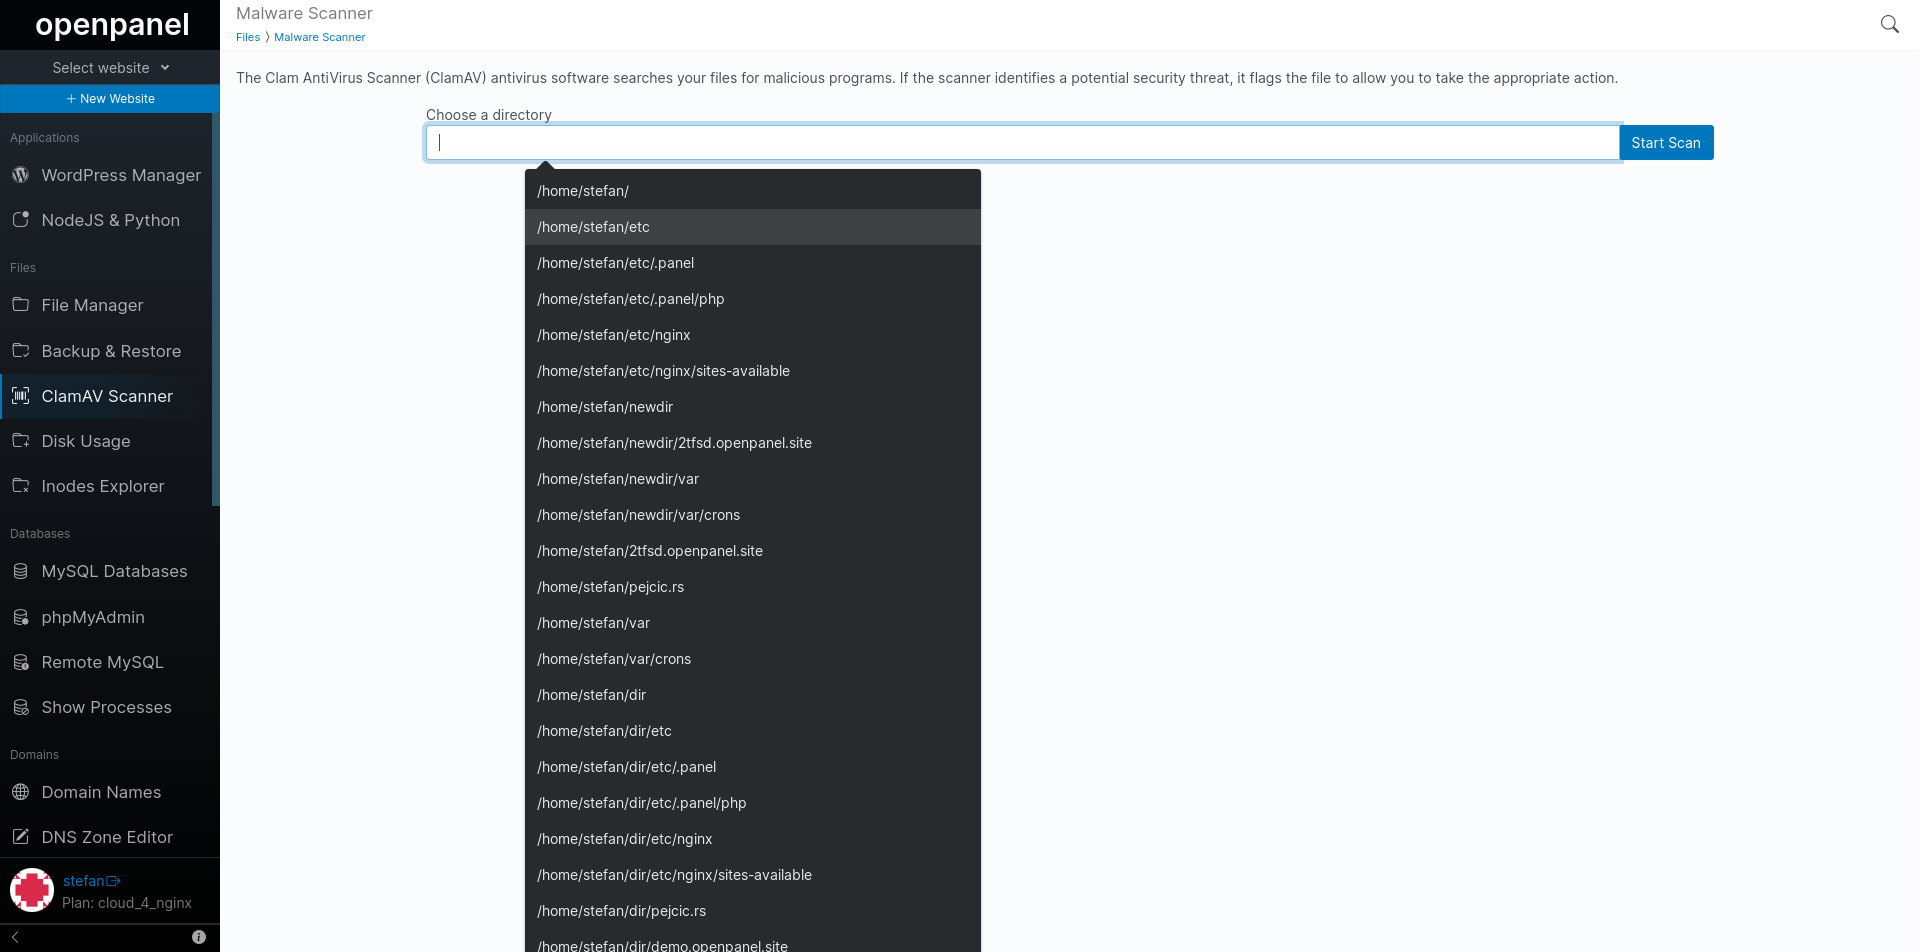 openpanel
Select website
+ New Website
Applications
WordPress Manager
NodeJS & Python
Files
File Manager
Backup & Restore
ClamAV Scanner
Disk Usage
Inodes Explorer
Databases
MySQL Databases
phpMyAdmin
Remote MySQL
Show Processes
Domains
Domain Names
DNS Zone Editor
stefan
Plan: cloud_4_nginx
Malware Scanner
Files 〉 Malware Scanner
The Clam AntiVirus Scanner (ClamAV) antivirus software searches your files for malicious programs. If the scanner identifies a potential security threat, it flags the file to allow you to take the appropriate action.
Choose a directory
Start Scan
/home/stefan/
/home/stefan/etc
/home/stefan/etc/.panel
/home/stefan/etc/.panel/php
/home/stefan/etc/nginx
/home/stefan/etc/nginx/sites-available
/home/stefan/newdir
/home/stefan/newdir/2tfsd.openpanel.site
/home/stefan/newdir/var
/home/stefan/newdir/var/crons
/home/stefan/2tfsd.openpanel.site
/home/stefan/pejcic.rs
/home/stefan/var
/home/stefan/var/crons
/home/stefan/dir
/home/stefan/dir/etc
/home/stefan/dir/etc/.panel
/home/stefan/dir/etc/.panel/php
/home/stefan/dir/etc/nginx
/home/stefan/dir/etc/nginx/sites-available
/home/stefan/dir/pejcic.rs
/home/stefan/dir/demo.openpanel.site